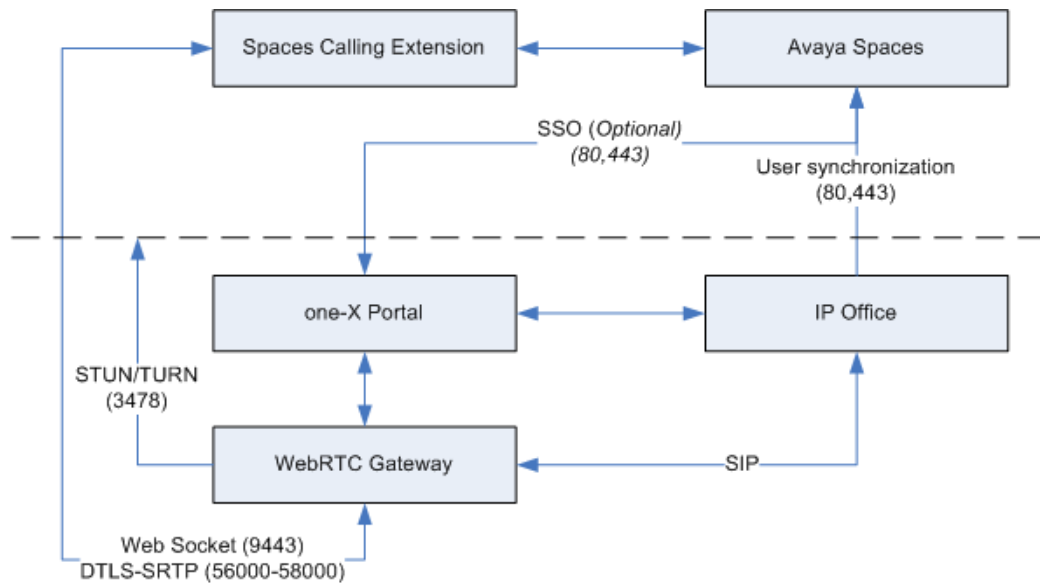 Spaces Calling Extension
Avaya Spaces
SSO (Optional)
(80,443)
User synchronization
(80,443)
one-X Portal
IP Office
STUN/TURN
(3478)
WebRTC Gateway
SIP
Web Socket (9443)
DTLS-SRTP (56000-58000)